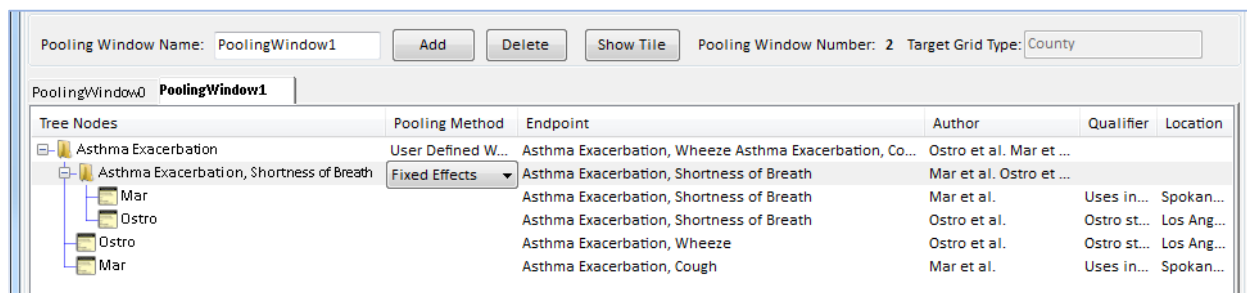 Pooling Window Name: PoolingWindow1 Add Delete Show Tile Pooling Window Number: 2 Target Grid Type: County
PoolingWindow0 PoolingWindow1
Tree Nodes Pooling Method Endpoint Author Qualifier Location
Asthma Exacerbation User Defined W... Asthma Exacerbation, Wheeze Asthma Exacerbation, Co... Ostro et al. Mar et ...
Asthma Exacerbation, Shortness of Breath Fixed Effects Asthma Exacerbation, Shortness of Breath Mar et al. Ostro et ...
Mar Asthma Exacerbation, Shortness of Breath Mar et al. Uses in... Spokan...
Ostro Asthma Exacerbation, Shortness of Breath Ostro et al. Ostro st... Los Ang...
Ostro Asthma Exacerbation, Wheeze Ostro et al. Ostro st... Los Ang...
Mar Asthma Exacerbation, Cough Mar et al. Uses in... Spokan...